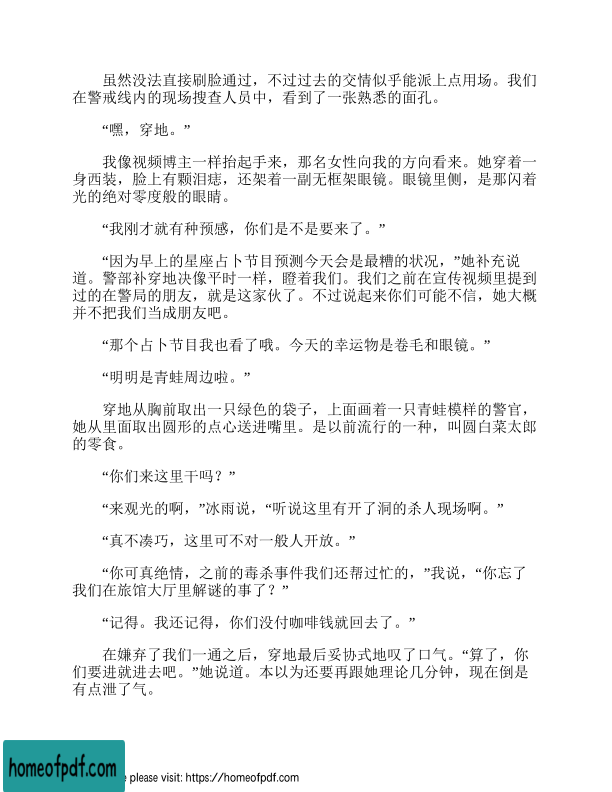 虽然没法直接刷脸通过，不过过去的交情似乎能派上点用场。我们
在警戒线内的现场搜查人员中，看到了一张熟悉的面孔。
“嘿，穿地。”
我像视频博主一样抬起手来，那名女性向我的方向看来。她穿着一
身西装，脸上有颗泪痣，还架着一副无框架眼镜。眼镜里侧，是那闪着
光的绝对零度般的眼睛。
“我刚才就有种预感，你们是不是要来了。”
“因为早上的星座占卜节目预测今天会是最糟的状况，”她补充说
道。警部补穿地决像平时一样，瞪着我们。我们之前在宣传视频里提到
过的在警局的朋友，就是这家伙了。不过说起来你们可能不信，她大概
并不把我们当成朋友吧。
“那个占卜节目我也看了哦。今天的幸运物是卷毛和眼镜。”
“明明是青蛙周边啦。”
穿地从胸前取出一只绿色的袋子，上面画着一只青蛙模样的警官，
她从里面取出圆形的点心送进嘴里。是以前流行的一种，叫圆白菜太郎
的零食。
“你们来这里干吗？”
“来观光的啊，”冰雨说，“听说这里有开了洞的杀人现场啊。”
“真不凑巧，这里可不对一般人开放。”
“你可真绝情，之前的毒杀事件我们还帮过忙的，”我说，“你忘了
我们在旅馆大厅里解谜的事了？”
“记得。我还记得，你们没付咖啡钱就回去了。”
在嫌弃了我们一通之后，穿地最后妥协式地叹了口气。“算了，你
们要进就进去吧。”她说道。本以为还要再跟她理论几分钟，现在倒是
有点泄了气。
homeofpdf.com
e please visit: https://homeofpdf.com